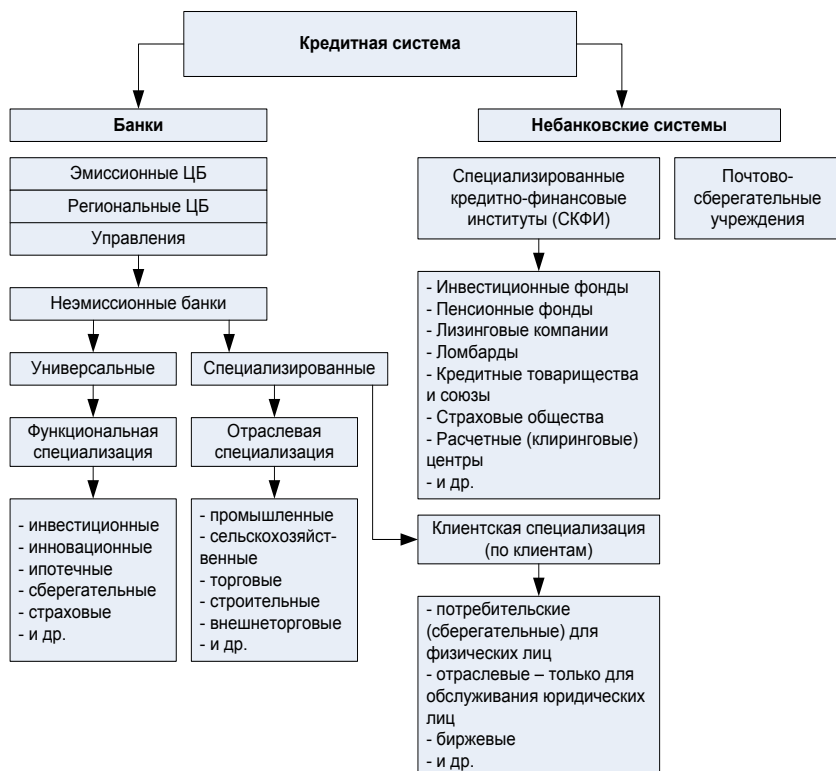 Кредитная система
Банки
Небанковские системы
Эмиссионные ЦБ
Региональные ЦБ
Управления
Специализированные
кредитно-финансовые
институты (СКФИ)
Почтово-
сберегательные
учреждения
Неэмиссионные банки
- Инвестиционные фонды
- Пенсионные фонды
- Лизинговые компании
- Ломбарды
- Кредитные товарищества
и союзы
- Страховые общества
- Расчетные (клиринговые)
центры
- и др.
Универсальные
Специализированные
Функциональная
специализация
Отраслевая
специализация
- инвестиционные
- инновационные
- ипотечные
- сберегательные
- страховые
- и др.
- промышленные
- сельскохозяйст-
венные
- торговые
- строительные
- внешнеторговые
- и др.
Клиентская специализация
(по клиентам)
- потребительские
(сберегательные) для
физических лиц
- отраслевые – только для
обслуживания юридических
лиц
- биржевые
- и др.